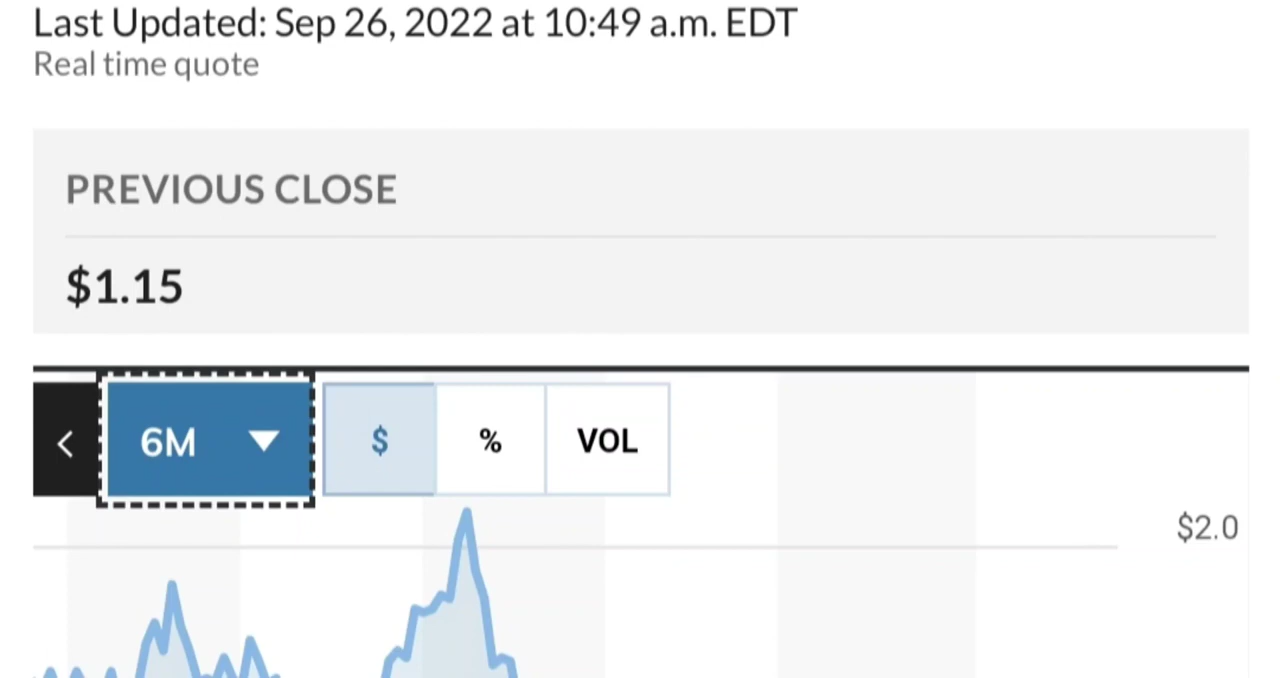 Last Updated: Sep 26, 2022 at 10:49 a.m. EDT
Real time quote
PREVIOUS CLOSE
$1.15
6M $ % VOL
$2.0